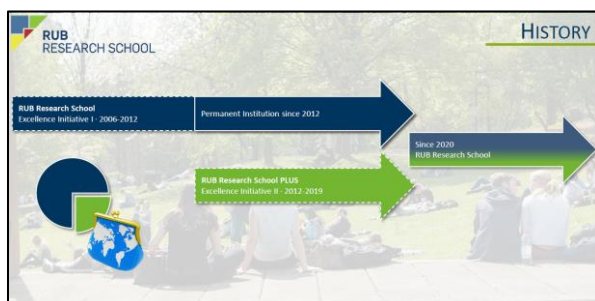 RUB
RESEARCH SCHOOL
HISTORY
RUB Research School
Excellence Initiative I - 2006-2012
Permanent Institution since 2012
Since 2020
RUB Research School
RUB Research School PLUS
Excellence Initiative II - 2012-2019